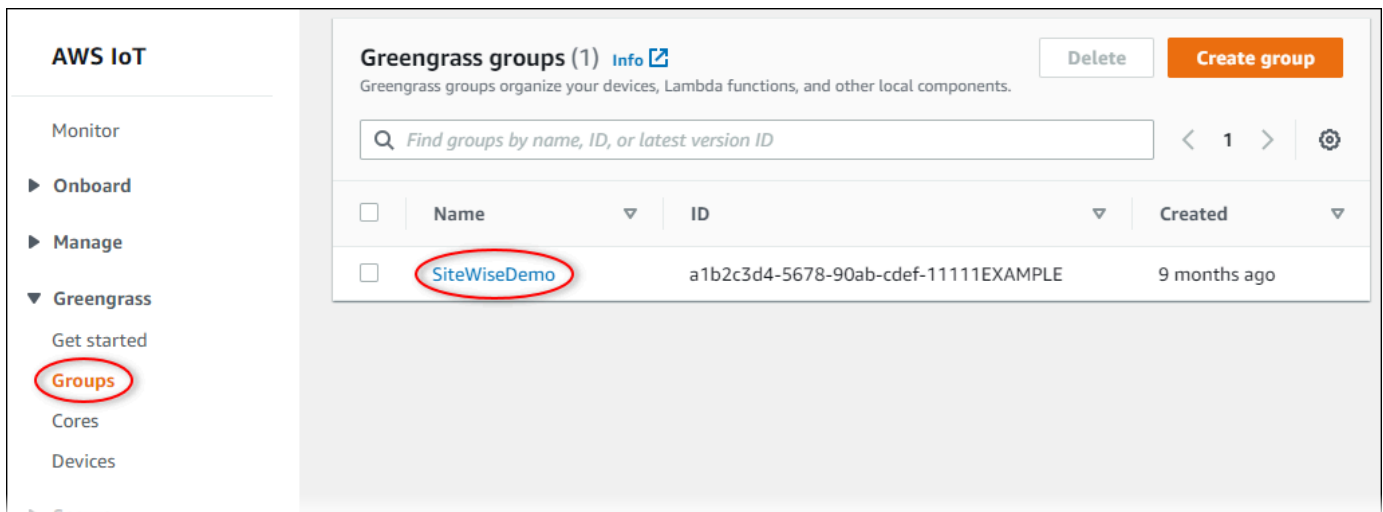 AWS IoT
Monitor
Onboard
Manage
Greengrass
Get started
Groups
Cores
Devices
Greengrass groups (1) Info
Delete
Create group
Greengrass groups organize your devices, Lambda functions, and other local components.
Find groups by name, ID, or latest version ID
1
Name ID Created
SiteWiseDemo a1b2c3d4-5678-90ab-cdef-11111EXAMPLE 9 months ago